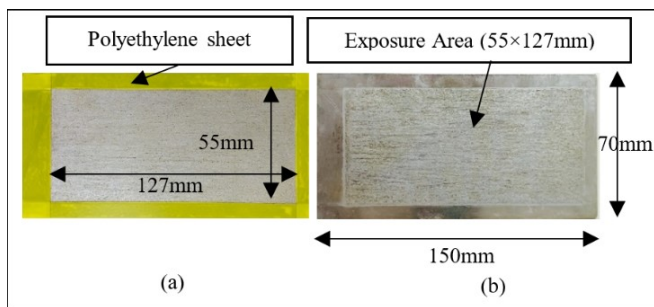 Polyethylene sheet
Exposure Area (55×127mm)
55mm
127mm
70mm
150mm
(a)
(b)